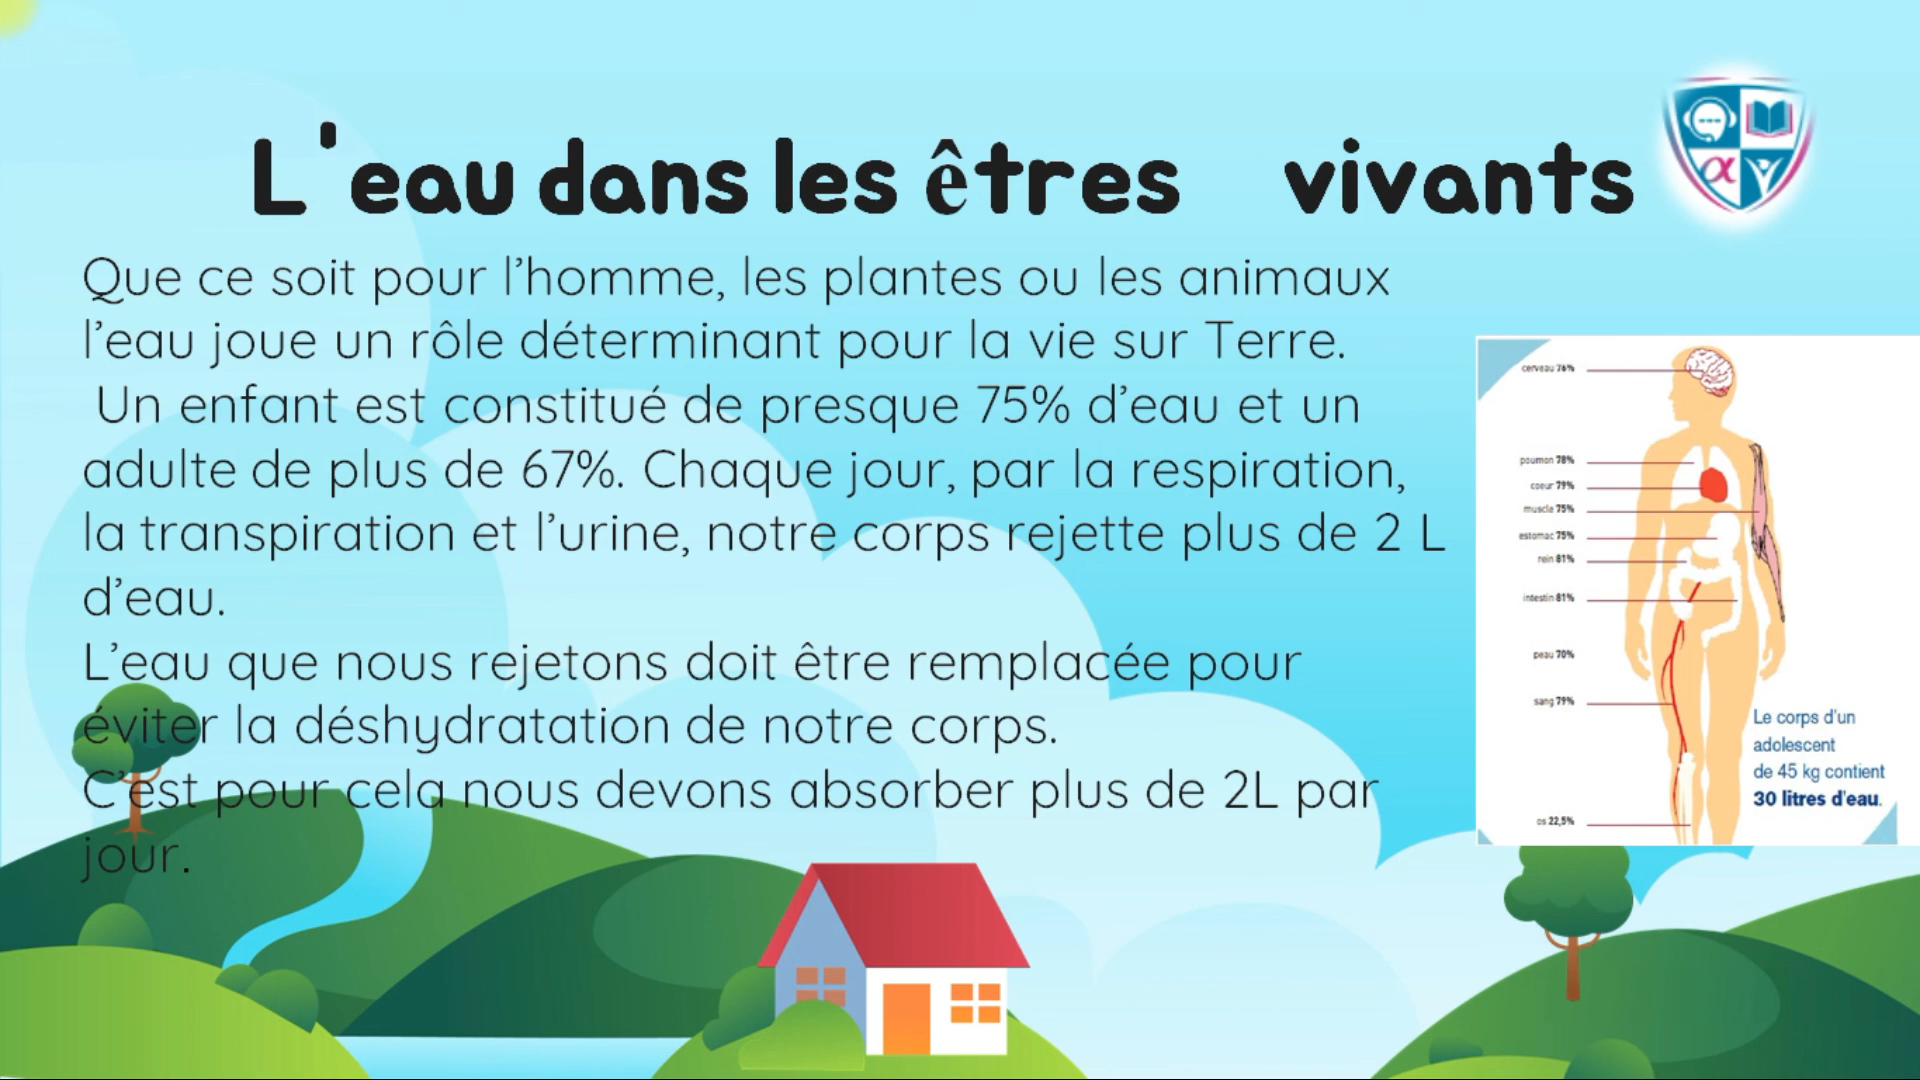 L'eau dans les êtres vivants
Que ce soit pour l'homme, les plantes ou les animaux
l'eau joue un rôle déterminant pour la vie sur Terre.
Un enfant est constitué de presque 75% d'eau et un
adulte de plus de 67%. Chaque jour, par la respiration,
la transpiration et l'urine, notre corps rejette plus de 2 L
d'eau.
L'eau que nous rejetons doit être remplacée pour
éviter la déshydratation de notre corps.
C'est pour cela nous devons absorber plus de 2L par
jour.
cerveau 76%
poumon 78%
coeur 79%
muscle 75%
estomac 75%
rein 81%
intestin 81%
peau 70%
sang 79%
os 22,5%
Le corps d'un
adolescent
de 45 kg contient
30 litres d'eau.
α